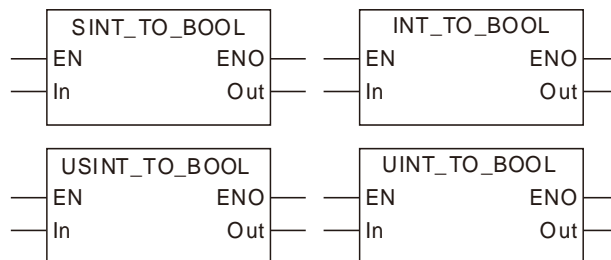 SINT_TO_BOOL
EN ENO
In Out
INT_TO_BOOL
EN ENO
In Out
USINT_TO_BOOL
EN ENO
In Out
UINT_TO_BOOL
EN ENO
In Out